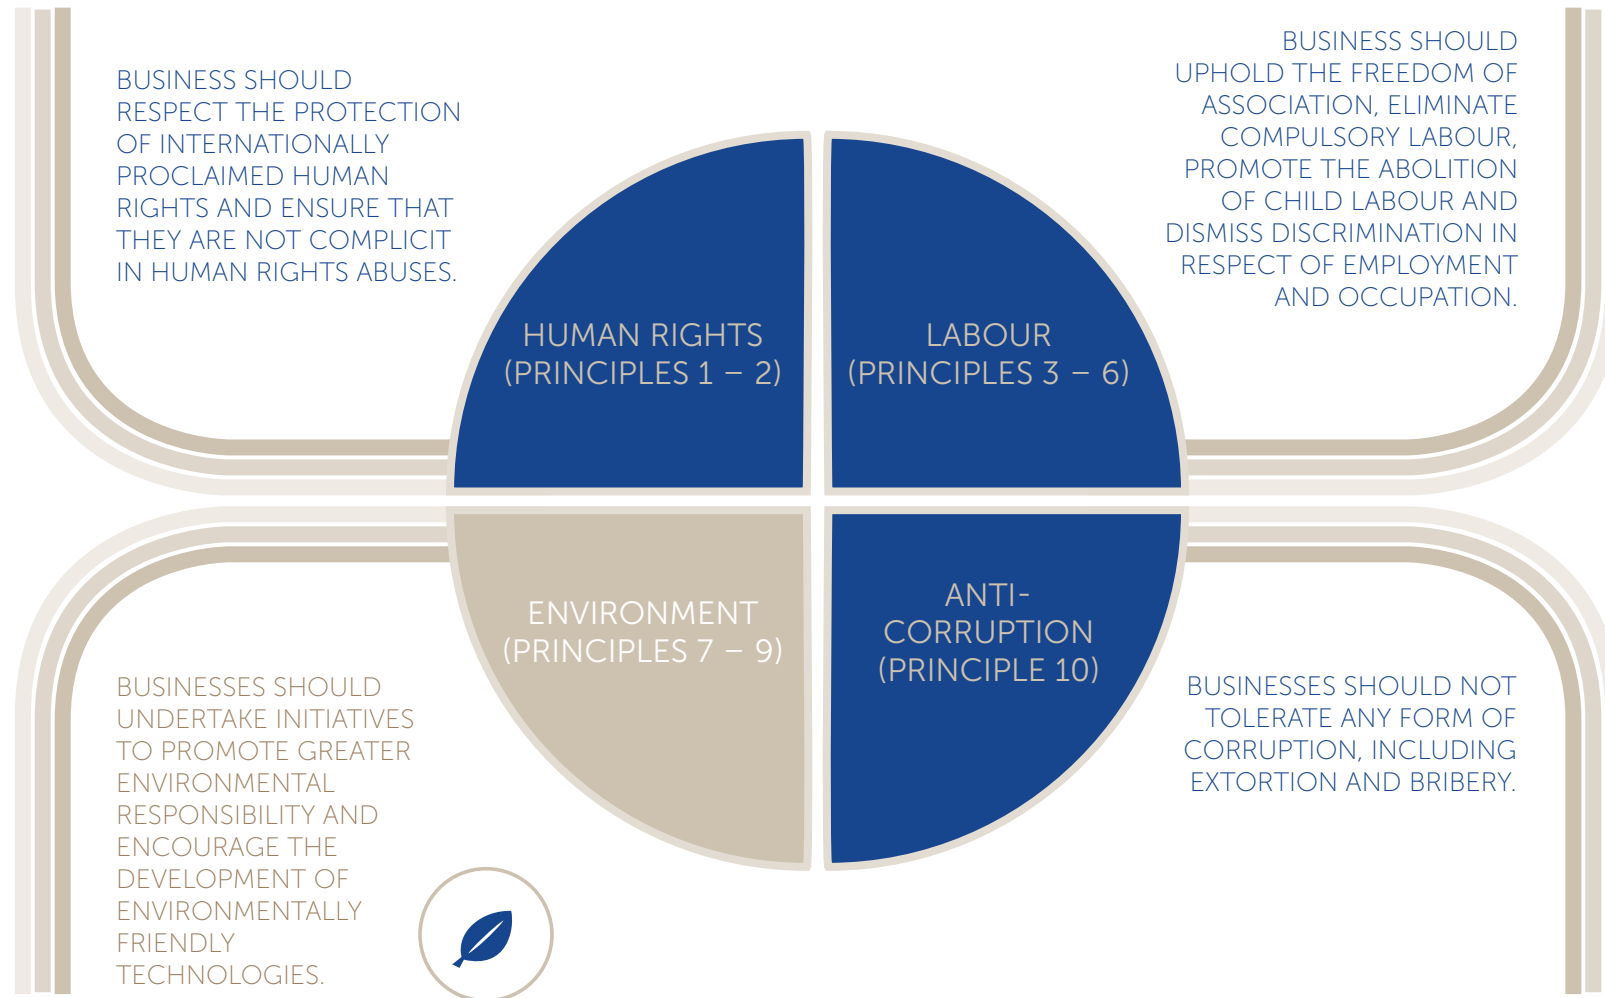 BUSINESS SHOULD
RESPECT THE PROTECTION
OF INTERNATIONALLY
PROCLAIMED HUMAN
RIGHTS AND ENSURE THAT
THEY ARE NOT COMPLICIT
IN HUMAN RIGHTS ABUSES.
BUSINESS SHOULD
UPHOLD THE FREEDOM OF
ASSOCIATION, ELIMINATE
COMPULSORY LABOUR,
PROMOTE THE ABOLITION
OF CHILD LABOUR AND
DISMISS DISCRIMINATION IN
RESPECT OF EMPLOYMENT
AND OCCUPATION.
HUMAN RIGHTS
(PRINCIPLES 1 – 2)
LABOUR
(PRINCIPLES 3 – 6)
ENVIRONMENT
(PRINCIPLES 7 – 9)
ANTI-
CORRUPTION
(PRINCIPLE 10)
BUSINESSES SHOULD
UNDERTAKE INITIATIVES
TO PROMOTE GREATER
ENVIRONMENTAL
RESPONSIBILITY AND
ENCOURAGE THE
DEVELOPMENT OF
ENVIRONMENTALLY
FRIENDLY
TECHNOLOGIES.
BUSINESSES SHOULD NOT
TOLERATE ANY FORM OF
CORRUPTION, INCLUDING
EXTORTION AND BRIBERY.